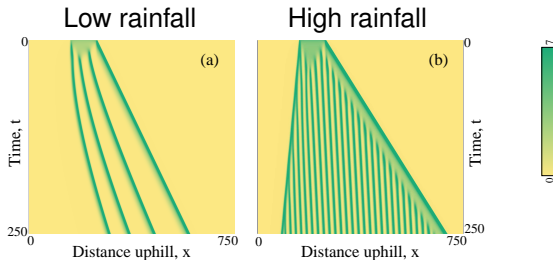 Low rainfall
High rainfall
0
(a)
Time, t
250
0
750
Distance uphill, x
0
(b)
Time, t
250
0
750
Distance uphill, x
7
0